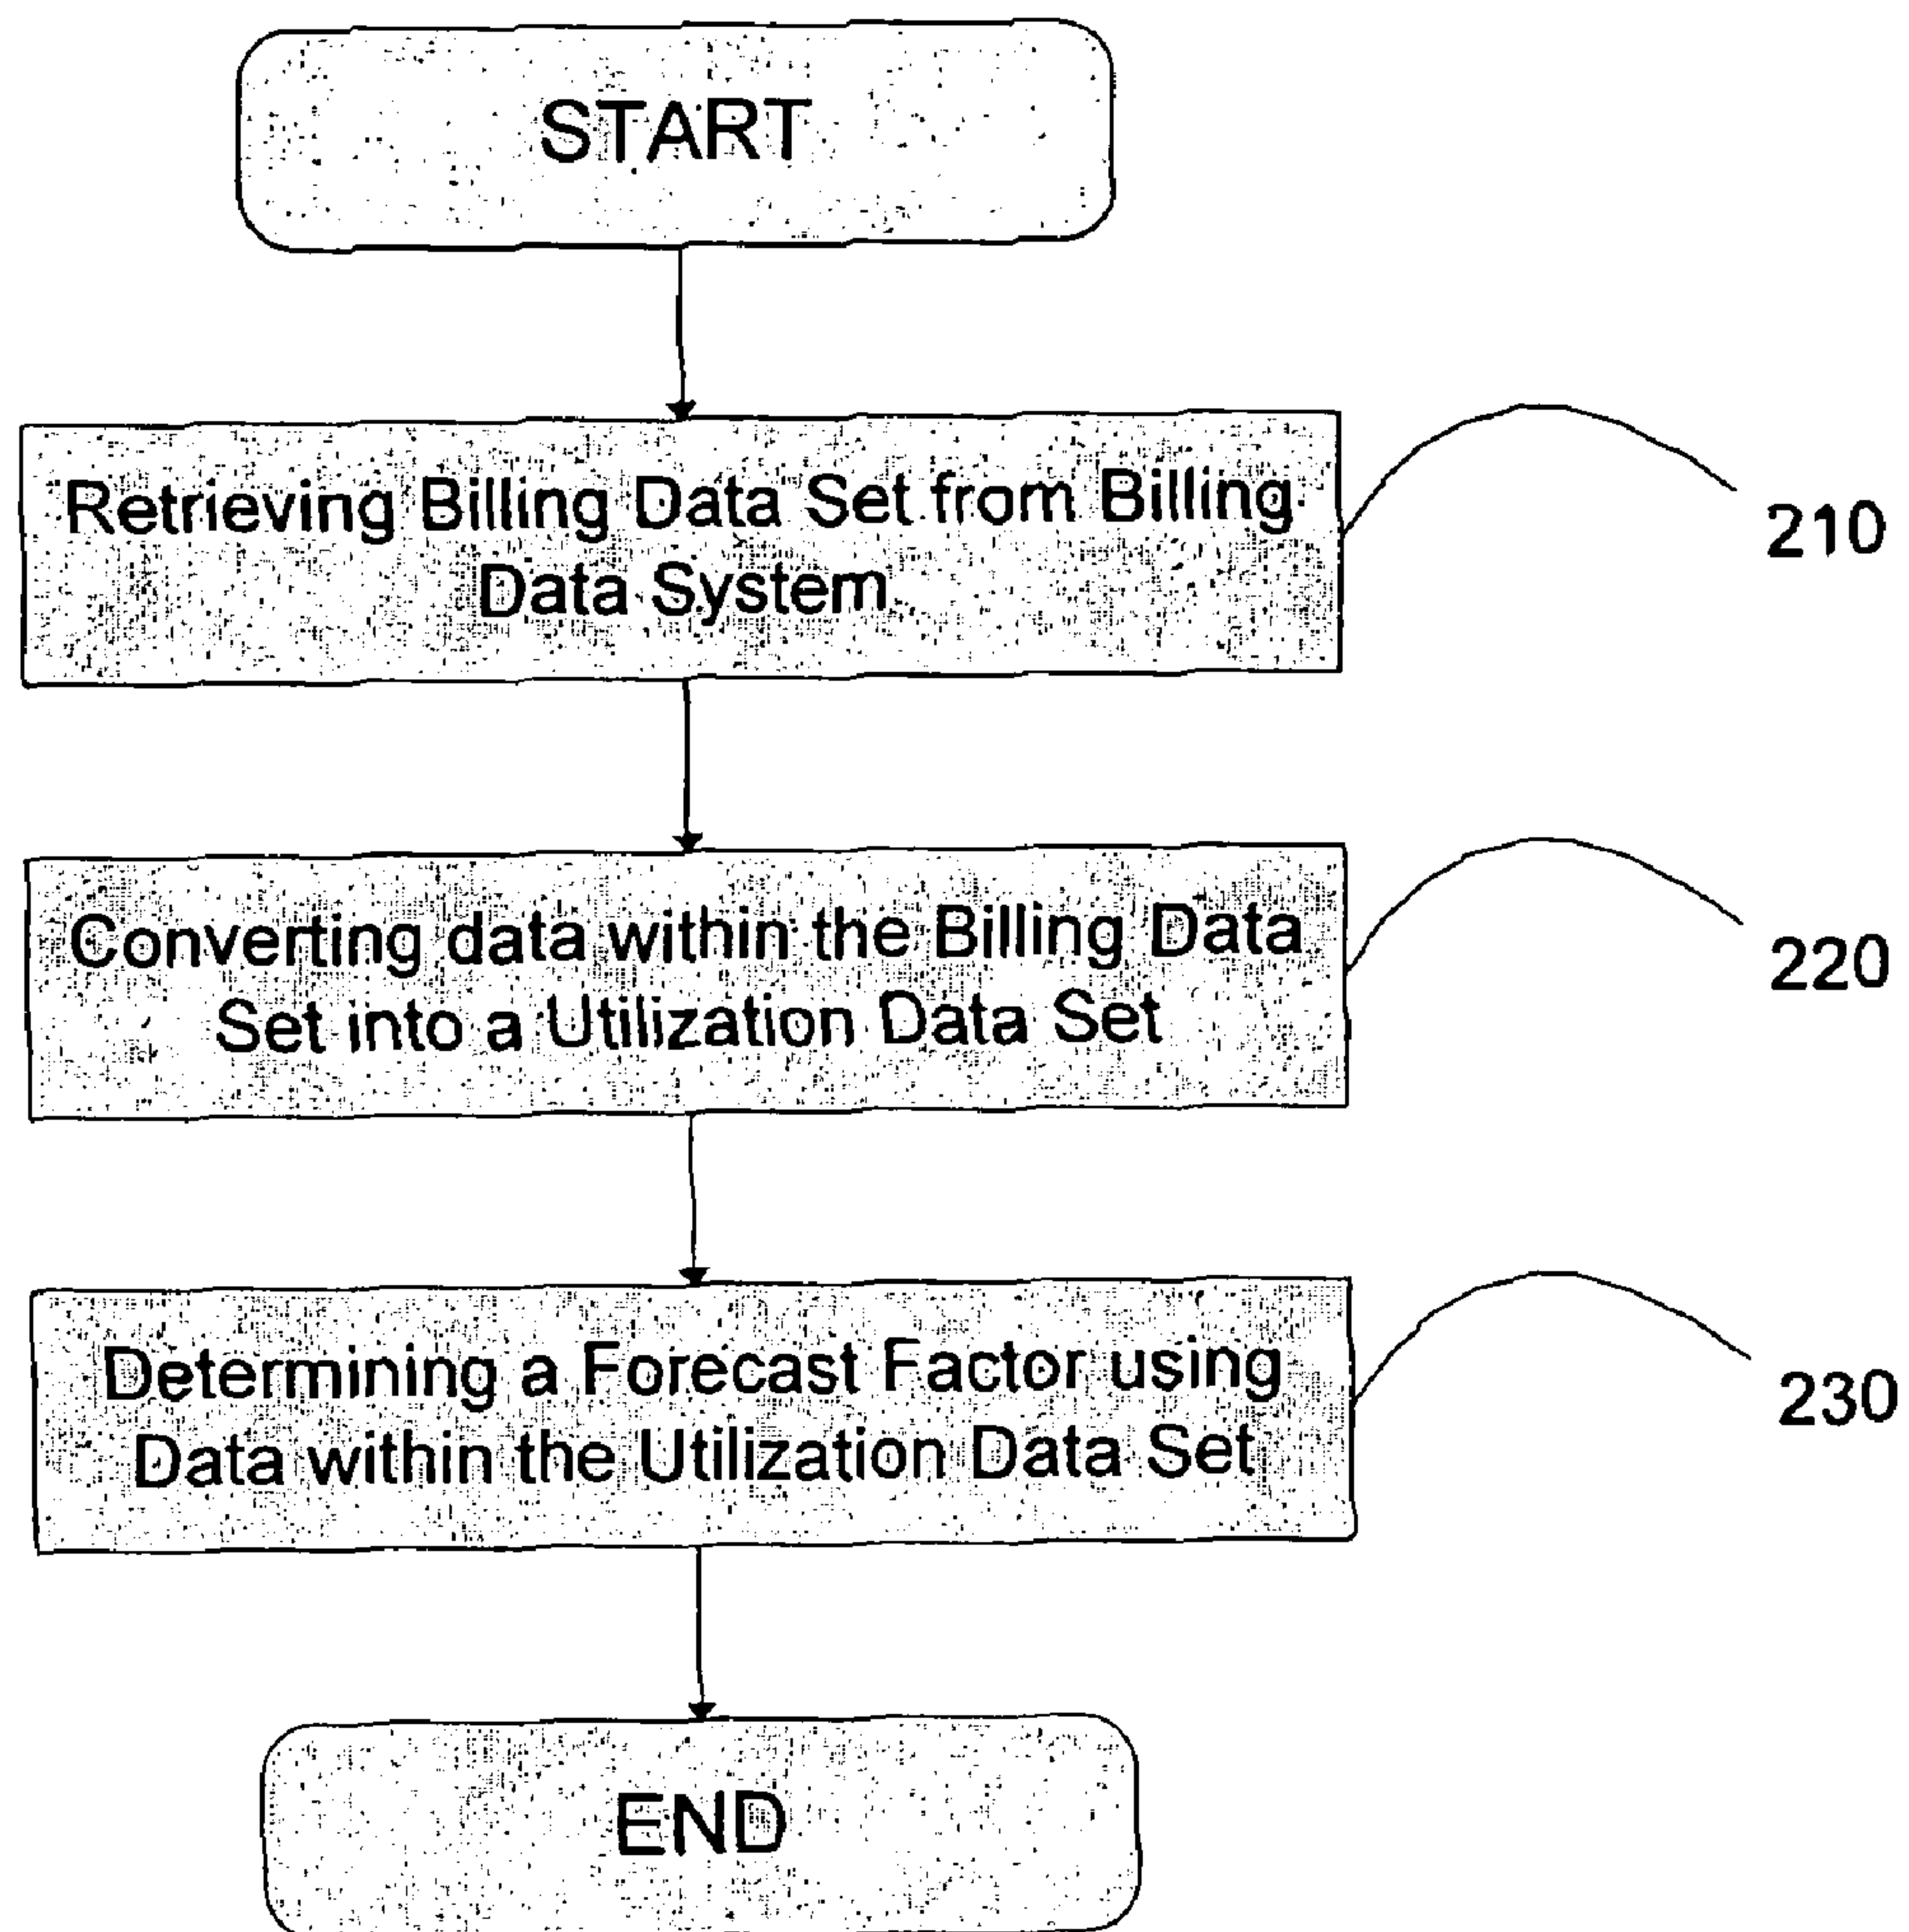 START
Retrieving Billing Data Set from Billing
Data System
210
Converting data within the Billing Data
Set into a Utilization Data Set
220
Determining a Forecast Factor using
Data within the Utilization Data Set
230
END